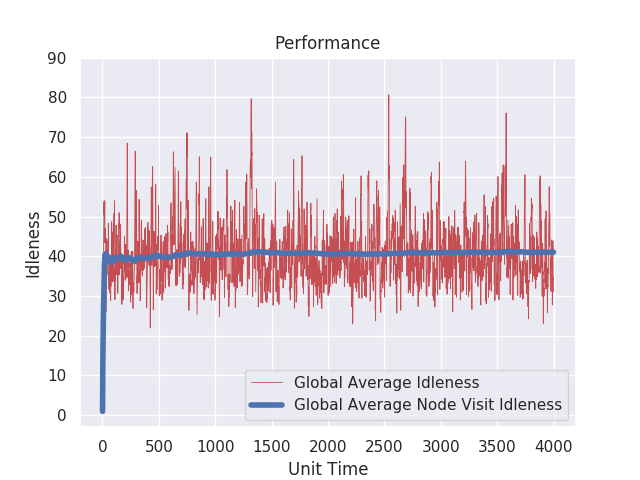 Performance
90
80
70
60
50
40
30
20
10
0
Idleness
Global Average Idleness
Global Average Node Visit Idleness
0 500 1000 1500 2000 2500 3000 3500 4000
Unit Time